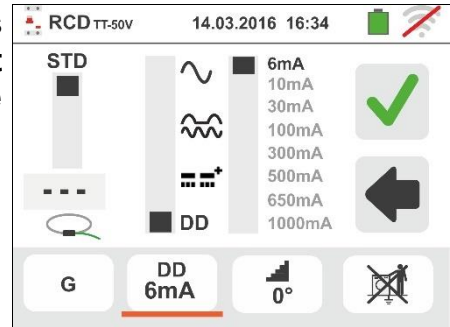 RCD TT-50V 14.03.2016 16:34
STD
6mA
10mA
30mA
100mA
300mA
500mA
650mA
1000mA
DD
- - -
G
DD
6mA
0°